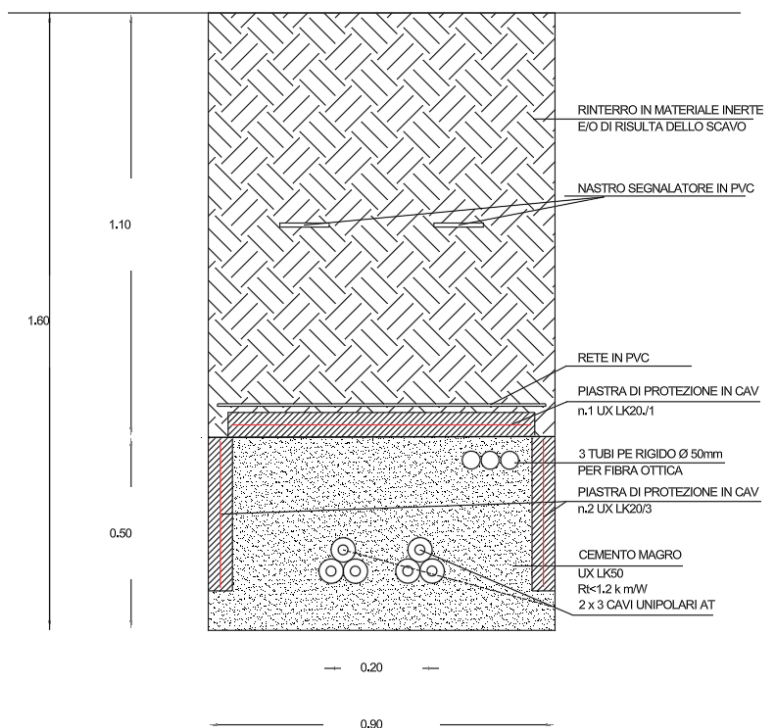 RINTERRO IN MATERIALE INERTE
E/O DI RISULTA DELLO SCAVO
NASTRO SEGNALATORE IN PVC
1.10
1.60
RETE IN PVC
PIASTRA DI PROTEZIONE IN CAV
n.1 UX LK20./1
3 TUBI PE RIGIDO Ø 50mm
PER FIBRA OTTICA
PIASTRA DI PROTEZIONE IN CAV
n.2 UX LK20/3
0.50
CEMENTO MAGRO
UX LK50
Rt<1.2 k m/W
2 x 3 CAVI UNIPOLARI AT
0.20
0.90